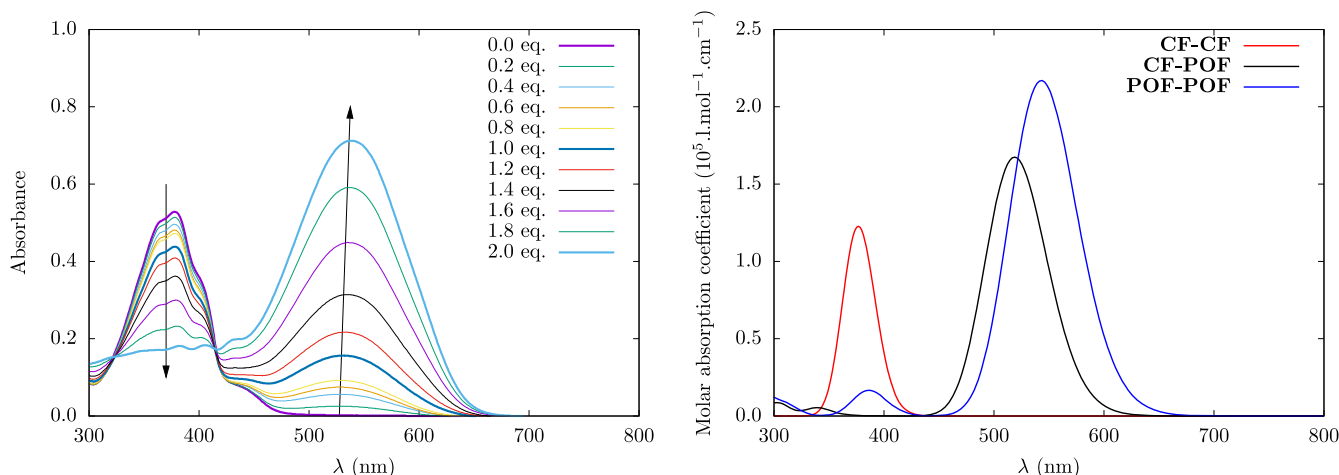 1.0
0.8
0.6
0.4
0.2
0.0
Absorbance
300 400 500 600 700 800
λ (nm)
0.0 eq.
0.2 eq.
0.4 eq.
0.6 eq.
0.8 eq.
1.0 eq.
1.2 eq.
1.4 eq.
1.6 eq.
1.8 eq.
2.0 eq.
2.5
2.0
1.5
1.0
0.5
0.0
Molar absorption coefficient (10⁵.l.mol⁻¹.cm⁻¹)
300 400 500 600 700 800
λ (nm)
CF-CF
CF-POF
POF-POF